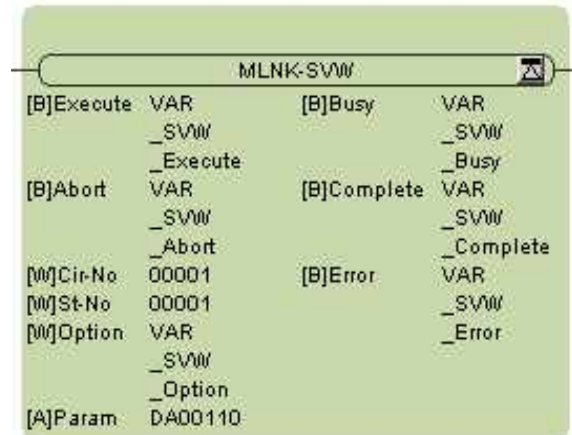 MLNK-SVW
[B]Execute VAR [B]Busy VAR
_SVW _SVW
_Execute _Busy
[B]Abort VAR [B]Complete VAR
_SVW _SVW
_Abort _Complete
[W]Cir-No 00001 [B]Error VAR
[W]St-No 00001 _SVW
[W]Option VAR _Error
_SVW
_Option
[A]Param DA00110